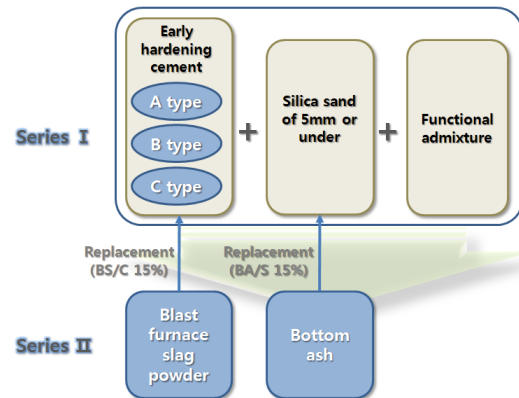 Early
hardening
cement
A type
B type
C type
+
Silica sand
of 5mm or
under
+
Functional
admixture
Series Ⅰ
Replacement
(BS/C 15%)
Replacement
(BA/S 15%)
Series Ⅱ
Blast
furnace
slag
powder
Bottom
ash